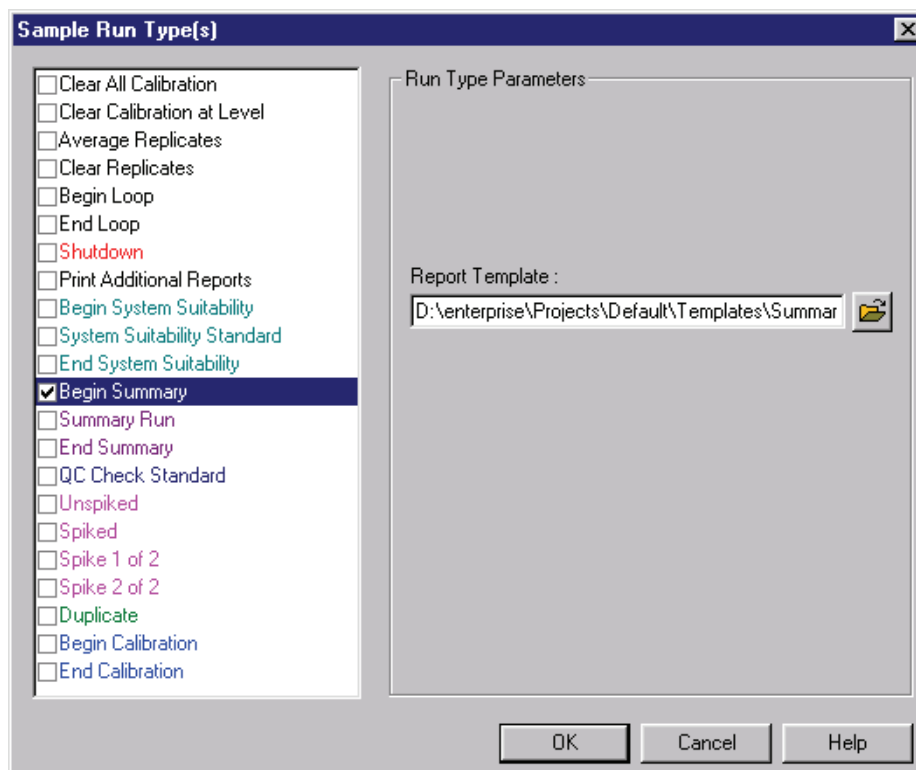 Sample Run Type(s)
Clear All Calibration
Clear Calibration at Level
Average Replicates
Clear Replicates
Begin Loop
End Loop
Shutdown
Print Additional Reports
Begin System Suitability
System Suitability Standard
End System Suitability
Begin Summary
Summary Run
End Summary
QC Check Standard
Unspiked
Spiked
Spike 1 of 2
Spike 2 of 2
Duplicate
Begin Calibration
End Calibration
Run Type Parameters
Report Template :
D:\enterprise\Projects\Default\Templates\Summar
OK Cancel Help